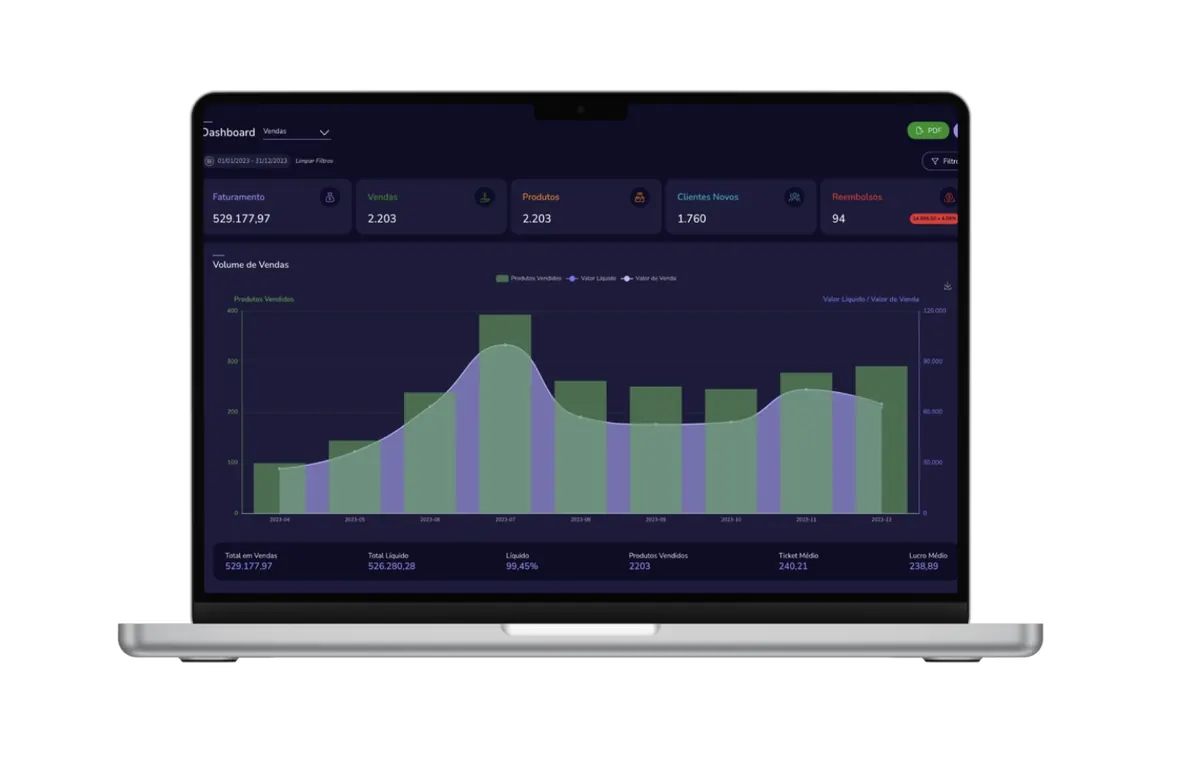 Dashboard Vendas
PDF
01/01/2023 - 31/12/2023 Limpar Filtros
Filtro
Faturamento
529.177,97
Vendas
2.203
Produtos
2.203
Clientes Novos
1.760
Reembolsos
94
Volume de Vendas
Produtos Vendidos Valor Líquido Valor de Venda
Produtos Vendidos
Valor Líquido / Valor de Venda
400 120.000
300 90.000
200 60.000
100 30.000
0 0
2023-04 2023-05 2023-06 2023-07 2023-08 2023-09 2023-10 2023-11 2023-12
Total em Vendas
529.177,97
Total Líquido
526.280,28
Líquido
99,45%
Produtos Vendidos
2203
Ticket Médio
240,21
Lucro Médio
238,89